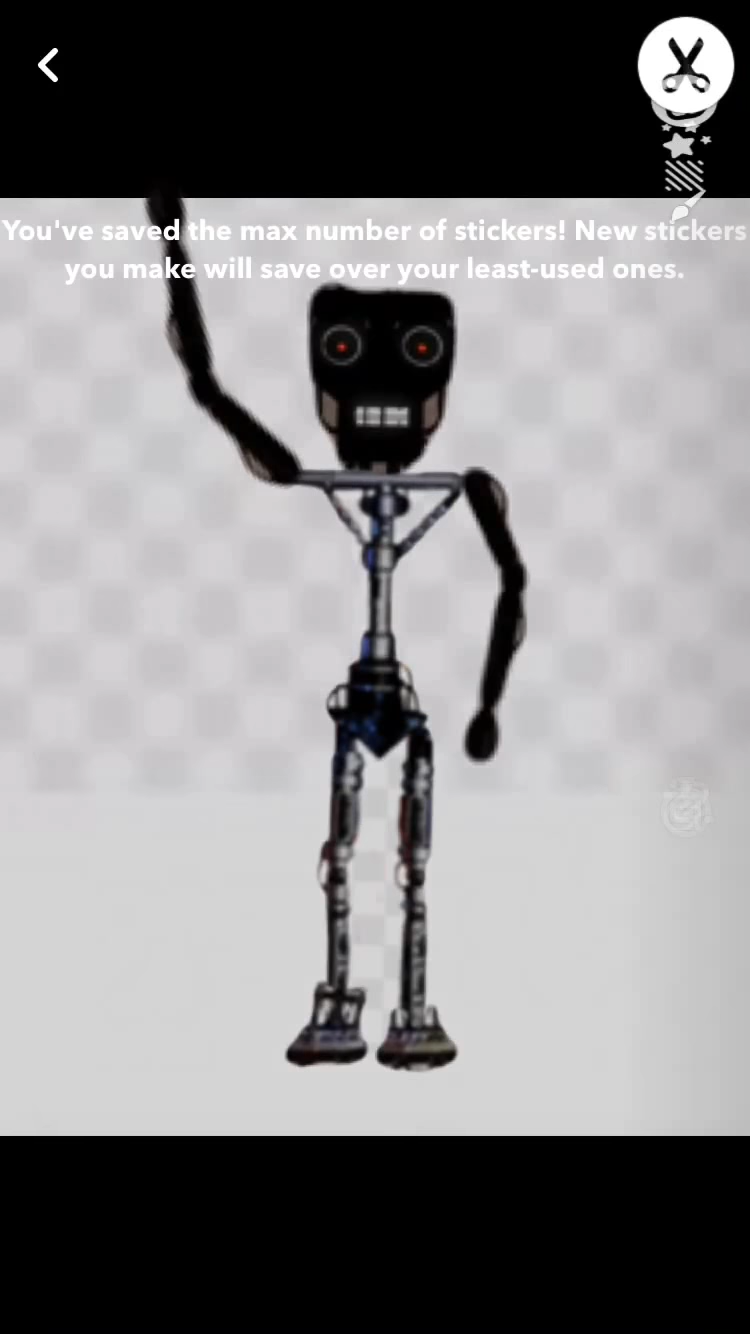 You've saved the max number of stickers! New stickers
you make will save over your least-used ones.